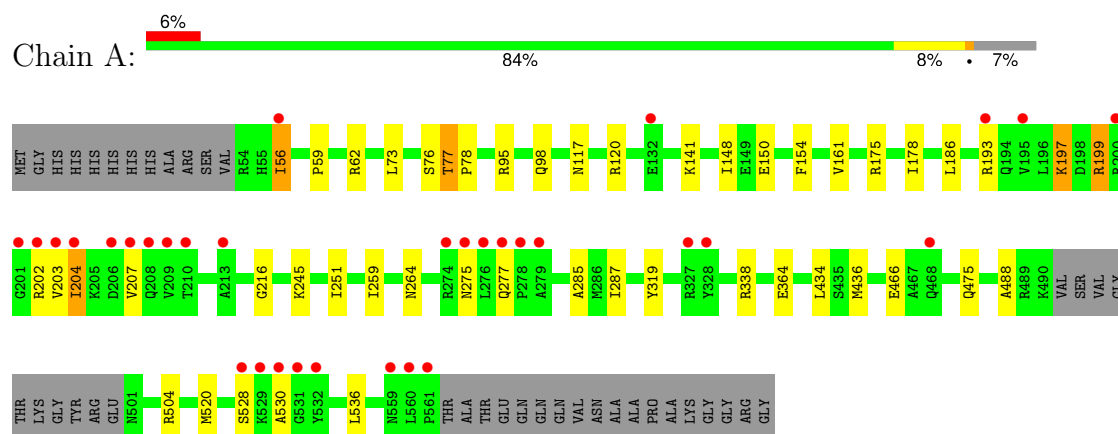 6%
Chain A:
84% 8% • 7%
MET GLY HIS HIS HIS HIS HIS HIS ALA ARG SER VAL R54 H55 I56 P59 R62 L73 S76 T77 P78 R95 Q98 N117 R120 E132 K141 I148 E149 E150 F154 V161 R175 I178 L186 R193 Q194 V195 L196 K197 D198 R199 R200
G201 R202 V203 I204 K205 D206 V207 Q208 V209 T210 A213 G216 K245 I251 I259 N264 R274 N275 L276 Q277 P278 A279 A285 M286 I287 Y319 R327 Y328 R338 E364 L434 S435 M436 E466 A467 Q468 Q475 A488 R489 K490 VAL SER VAL GLY
THR LYS GLY TYR ARG GLU N501 R504 M520 S528 K529 A530 G531 Y532 L536 N559 L560 P561 THR ALA THR GLU GLN GLN GLN VAL ASN ALA ALA PRO ALA LYS GLY GLY ARG GLY